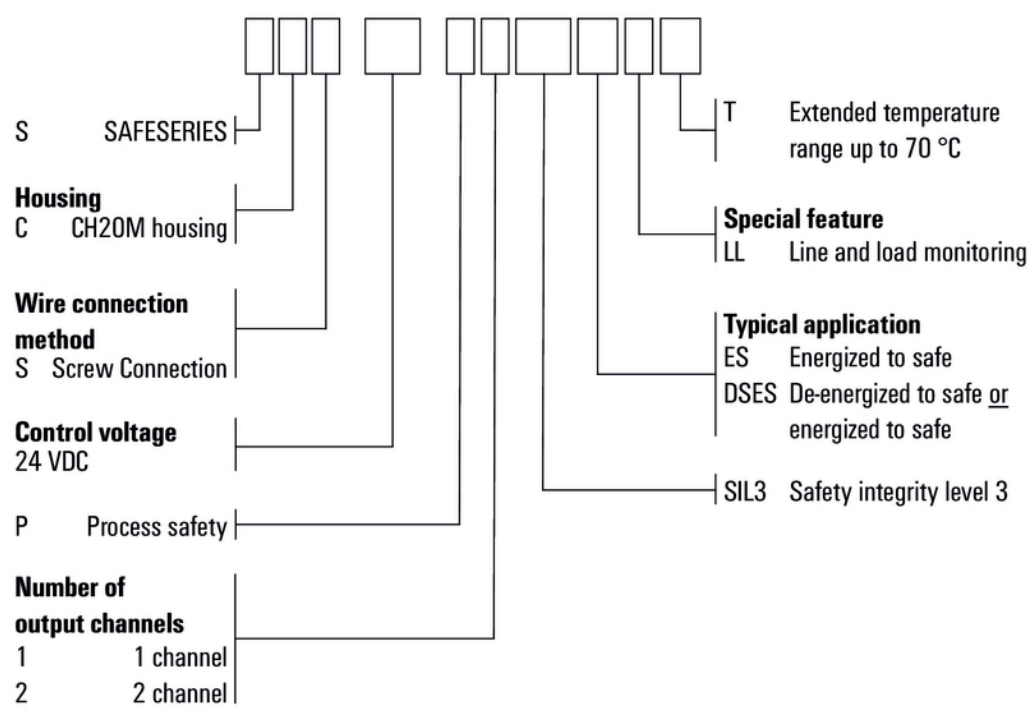 S SAFESERIES
Housing
C CH20M housing
Wire connection
method
S Screw Connection
Control voltage
24 VDC
P Process safety
Number of
output channels
1 1 channel
2 2 channel
T Extended temperature
range up to 70 °C
Special feature
LL Line and load monitoring
Typical application
ES Energized to safe
DSES De-energized to safe or
energized to safe
SIL3 Safety integrity level 3